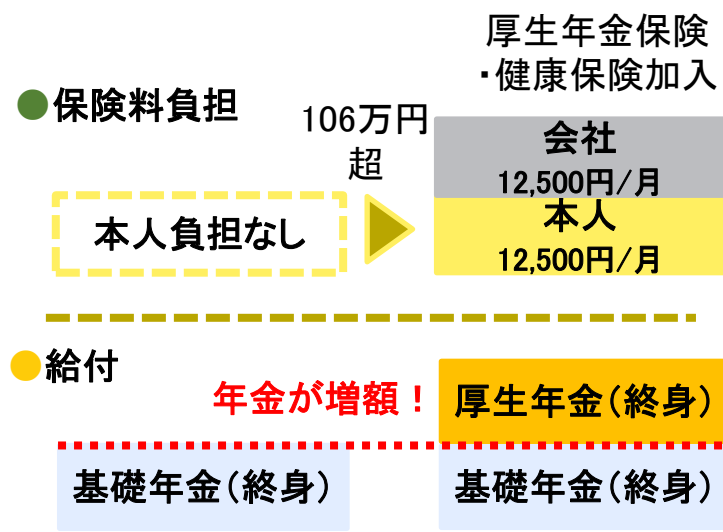 厚生年金保険
・健康保険加入
●保険料負担
106万円
超
会社
12,500円/月
本人負担なし
本人
12,500円/月
●給付
年金が増額！
厚生年金(終身)
基礎年金(終身)
基礎年金(終身)